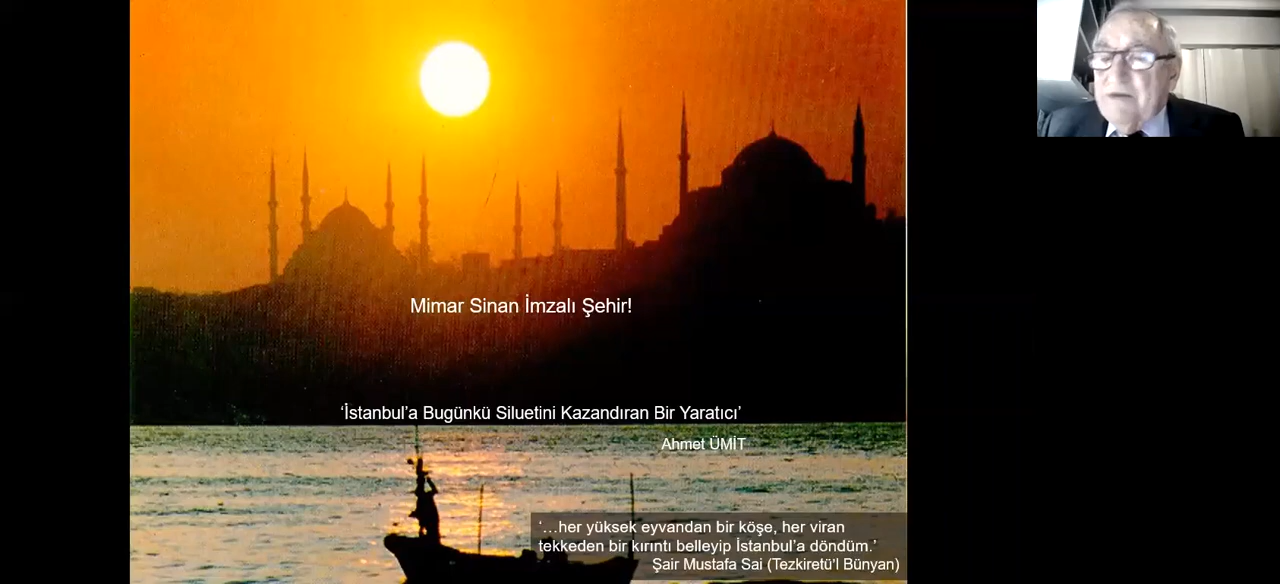 Mimar Sinan İmzalı Şehir!
‘İstanbul’a Bugünkü Siluetini Kazandıran Bir Yaratıcı’
Ahmet ÜMİT
‘…her yüksek eyvandan bir köşe, her viran
tekkeden bir kırıntı belleyip İstanbul’a döndüm.’
Şair Mustafa Sai (Tezkiretü'l Bünyan)